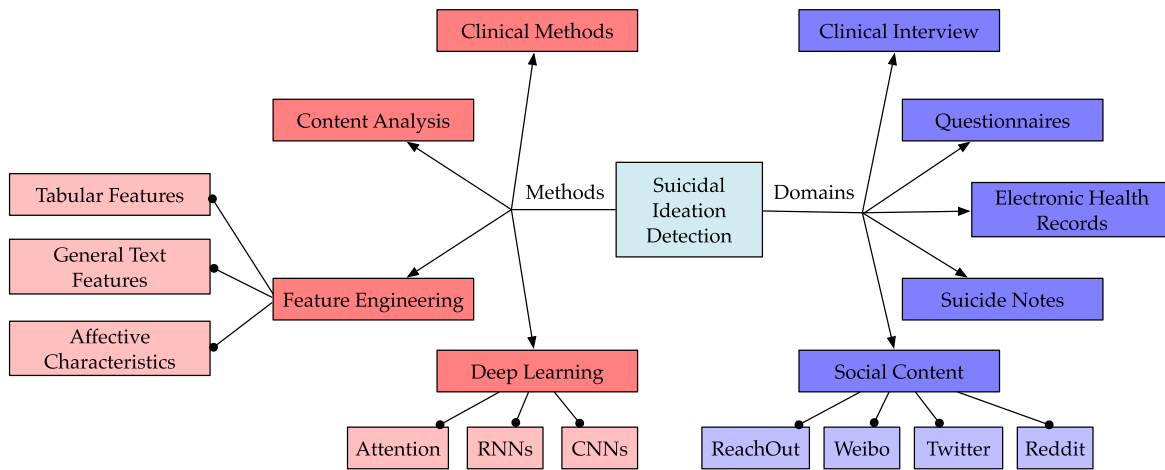 Clinical Methods
Clinical Interview
Content Analysis
Questionnaires
Tabular Features
Methods
Suicidal
Ideation
Detection
Domains
Electronic Health
Records
General Text
Features
Feature Engineering
Suicide Notes
Affective
Characteristics
Deep Learning
Social Content
Attention
RNNs
CNNs
ReachOut
Weibo
Twitter
Reddit